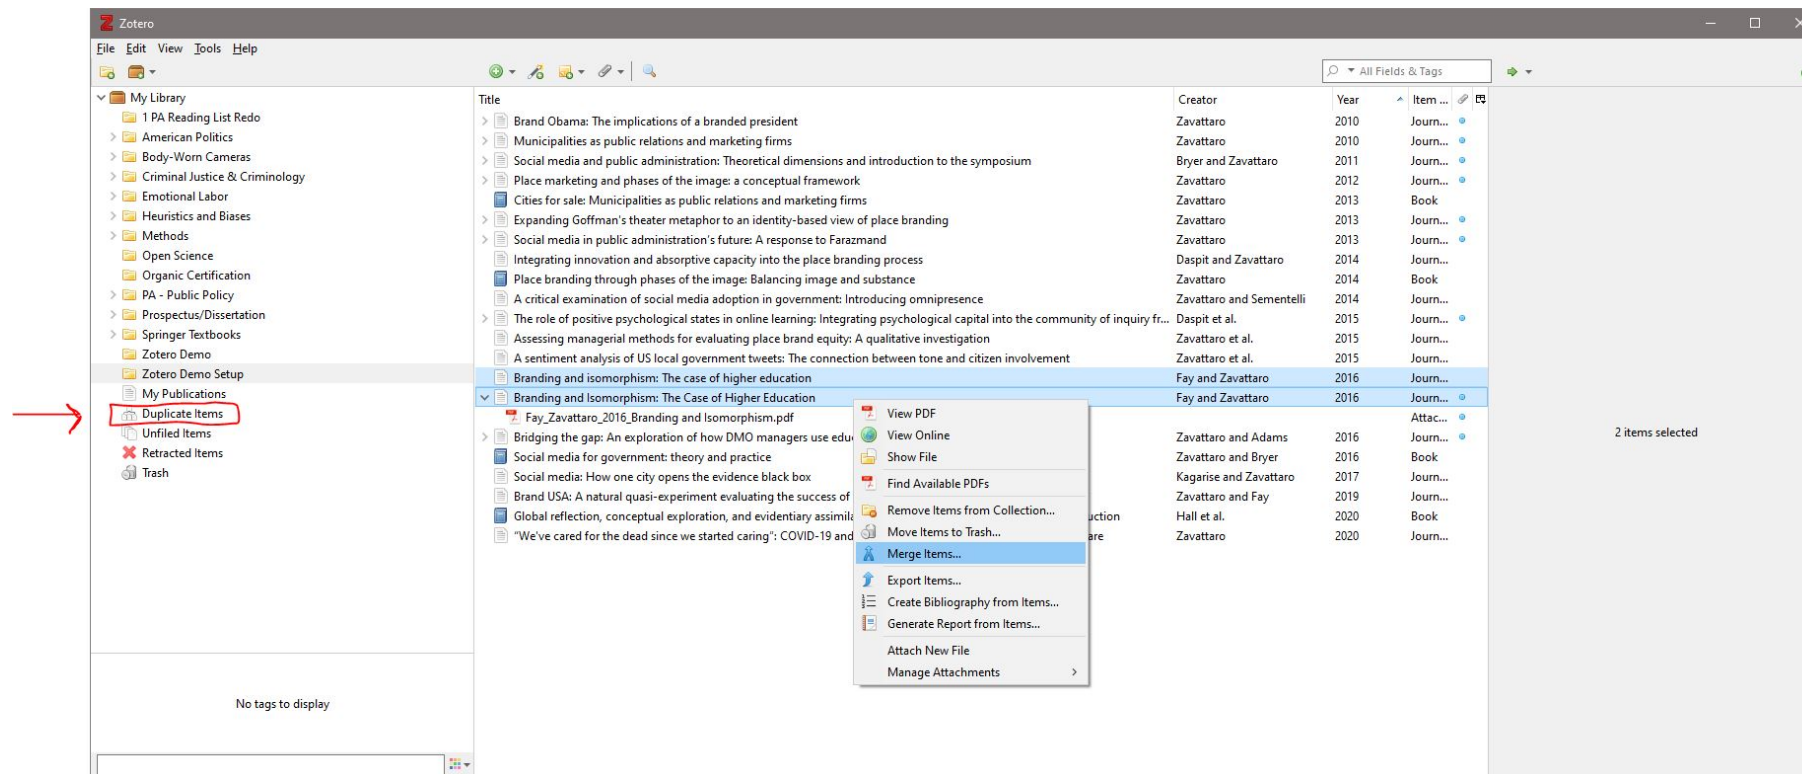 Zotero
File Edit View Tools Help
All Fields & Tags
My Library
1 PA Reading List Redo
American Politics
Body-Worn Cameras
Criminal Justice & Criminology
Emotional Labor
Heuristics and Biases
Methods
Open Science
Organic Certification
PA - Public Policy
Prospectus/Dissertation
Springer Textbooks
Zotero Demo
Zotero Demo Setup
My Publications
Duplicate Items
Unfiled Items
Retracted Items
Trash
No tags to display
Title Creator Year Item ...
Brand Obama: The implications of a branded president Zavattaro 2010 Journ...
Municipalities as public relations and marketing firms Zavattaro 2010 Journ...
Social media and public administration: Theoretical dimensions and introduction to the symposium Bryer and Zavattaro 2011 Journ...
Place marketing and phases of the image: a conceptual framework Zavattaro 2012 Journ...
Cities for sale: Municipalities as public relations and marketing firms Zavattaro 2013 Book
Expanding Goffman's theater metaphor to an identity-based view of place branding Zavattaro 2013 Journ...
Social media in public administration's future: A response to Farazmand Zavattaro 2013 Journ...
Integrating innovation and absorptive capacity into the place branding process Daspit and Zavattaro 2014 Journ...
Place branding through phases of the image: Balancing image and substance Zavattaro 2014 Book
A critical examination of social media adoption in government: Introducing omnipresence Zavattaro and Sementelli 2014 Journ...
The role of positive psychological states in online learning: Integrating psychological capital into the community of inquiry fr... Daspit et al. 2015 Journ...
Assessing managerial methods for evaluating place brand equity: A qualitative investigation Zavattaro et al. 2015 Journ...
A sentiment analysis of US local government tweets: The connection between tone and citizen involvement Zavattaro et al. 2015 Journ...
Branding and isomorphism: The case of higher education Fay and Zavattaro 2016 Journ...
Branding and Isomorphism: The Case of Higher Education Fay and Zavattaro 2016 Journ...
Fay_Zavattaro_2016_Branding and Isomorphism.pdf Attac...
Bridging the gap: An exploration of how DMO managers use edu Zavattaro and Adams 2016 Journ...
Social media for government: theory and practice Zavattaro and Bryer 2016 Book
Social media: How one city opens the evidence black box Kagarise and Zavattaro 2017 Journ...
Brand USA: A natural quasi-experiment evaluating the success of Zavattaro and Fay 2019 Journ...
Global reflection, conceptual exploration, and evidentiary assimila uction Hall et al. 2020 Book
"We've cared for the dead since we started caring": COVID-19 and are Zavattaro 2020 Journ...
View PDF
View Online
Show File
Find Available PDFs
Remove Items from Collection...
Move Items to Trash...
Merge Items...
Export Items...
Create Bibliography from Items...
Generate Report from Items...
Attach New File
Manage Attachments
2 items selected